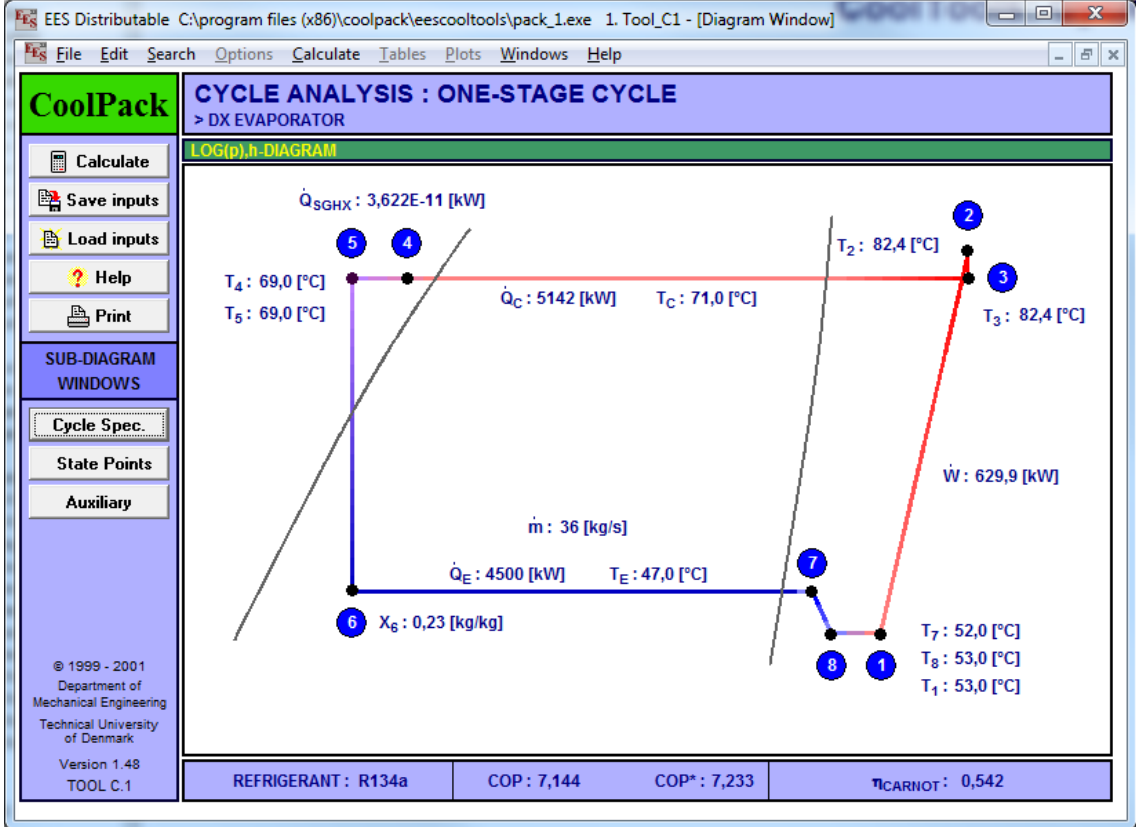 EES Distributable C:\program files (x86)\coolpack\eescooltools\pack_1.exe 1. Tool_C1 - [Diagram Window]
File Edit Search Options Calculate Tables Plots Windows Help
CoolPack
CYCLE ANALYSIS : ONE-STAGE CYCLE
> DX EVAPORATOR
LOG(p),h-DIAGRAM
Calculate
Save inputs
Load inputs
Help
Print
SUB-DIAGRAM
WINDOWS
Cycle Spec.
State Points
Auxiliary
© 1999 - 2001
Department of
Mechanical Engineering
Technical University
of Denmark
Version 1.48
TOOL C.1
Q̇SGHX : 3,622E-11 [kW]
5 4
2
T2 : 82,4 [°C]
3
T4 : 69,0 [°C]
T5 : 69,0 [°C]
Q̇C : 5142 [kW] TC : 71,0 [°C]
T3 : 82,4 [°C]
Ẇ : 629,9 [kW]
ṁ : 36 [kg/s]
Q̇E : 4500 [kW] TE : 47,0 [°C]
7
6 X6 : 0,23 [kg/kg]
8 1
T7 : 52,0 [°C]
T8 : 53,0 [°C]
T1 : 53,0 [°C]
REFRIGERANT : R134a COP : 7,144 COP* : 7,233 ηCARNOT : 0,542